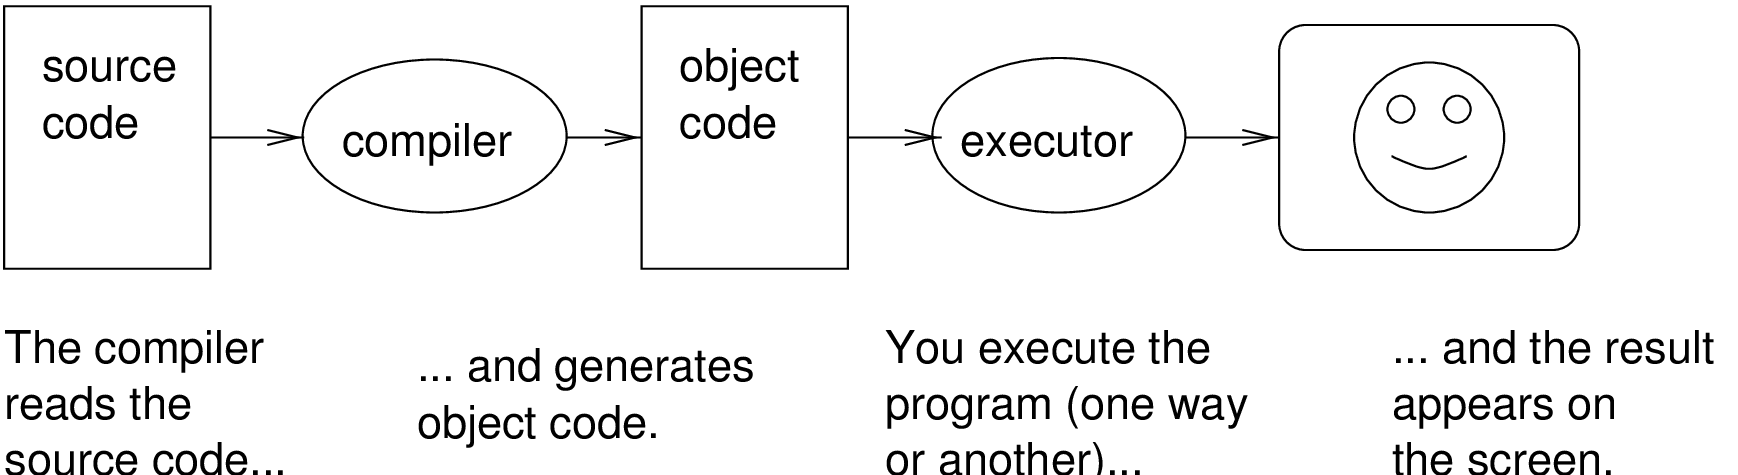 source
code
compiler
object
code
executor
The compiler
reads the
source code...
... and generates
object code.
You execute the
program (one way
or another)...
... and the result
appears on
the screen.